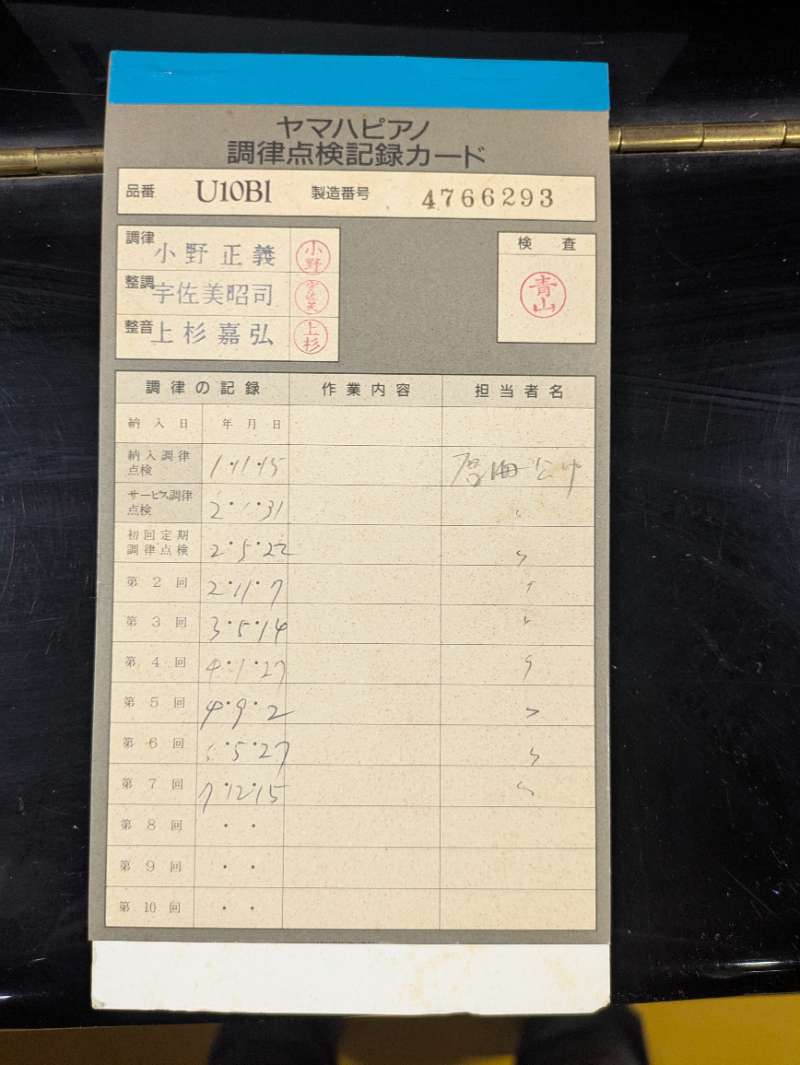 ヤマハピアノ
調律点検記録カード
品番 U10Bl 製造番号 4766293
調律 小野正義 小野
検査
整調 宇佐美昭司 宇佐美
青山
整音 上杉嘉弘 上杉
調律の記録 作業内容 担当者名
納入日 年月日
納入調律点検 1・11・15
サービス調律点検 2・1・31
初回定期調律点検 2・5・22
第2回 2・11・7
第3回 3・5・14
第4回 4・1・27
第5回 4・9・2
第6回 ・5・27
第7回 7・12・15
第8回 ・・
第9回 ・・
第10回 ・・